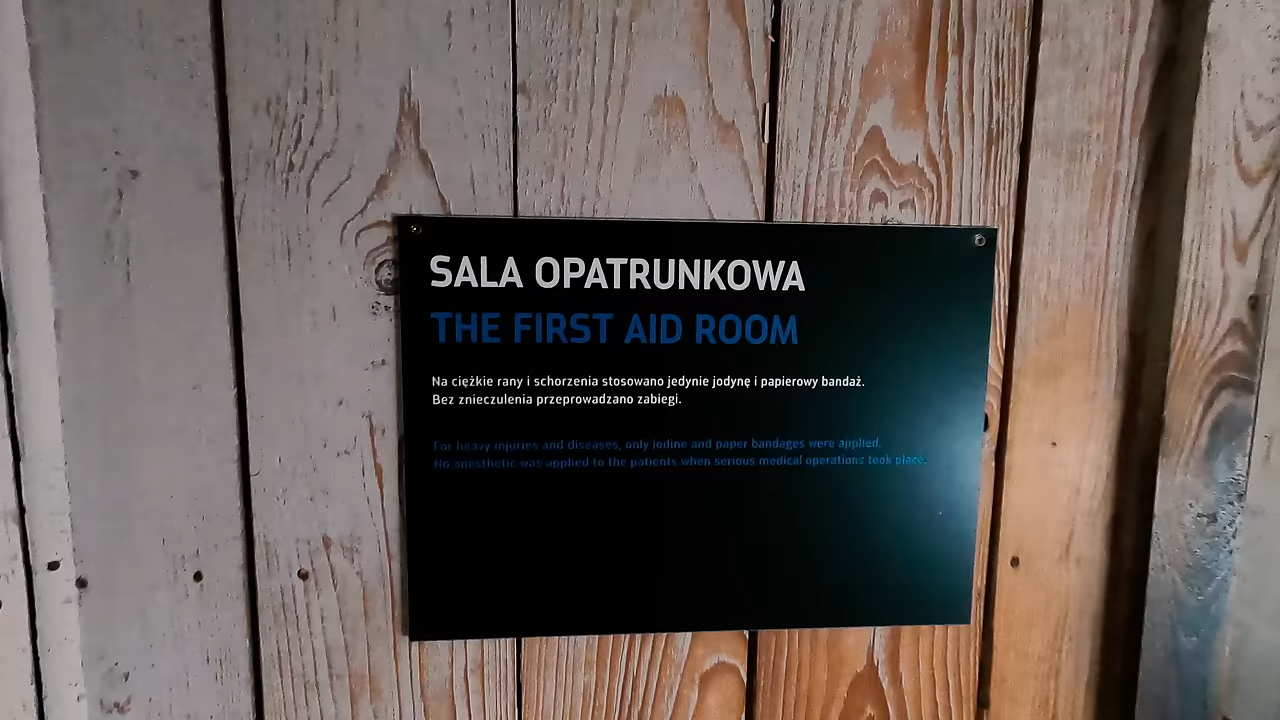 SALA OPATRUNKOWA
THE FIRST AID ROOM
Na ciężkie rany i schorzenia stosowano jedynie jodynę i papierowy bandaż.
Bez znieczulenia przeprowadzano zabiegi.
For heavy injuries and diseases, only iodine and paper bandages were applied.
No anesthetic was applied to the patients when serious medical operations took place.